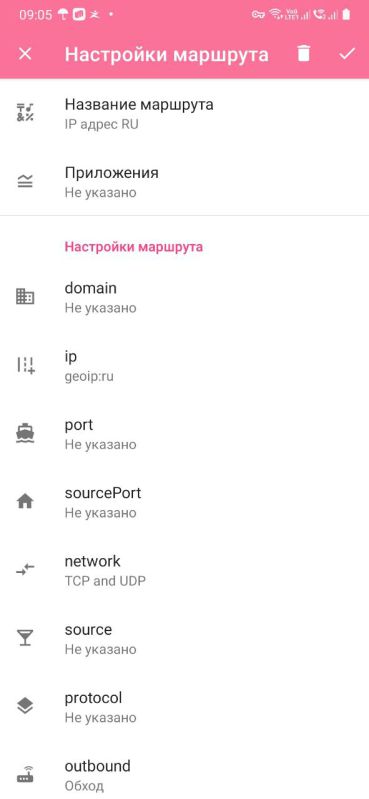 09:05
Настройки маршрута
Название маршрута
IP адрес RU
Приложения
Не указано
Настройки маршрута
domain
Не указано
ip
geoip:ru
port
Не указано
sourcePort
Не указано
network
TCP and UDP
source
Не указано
protocol
Не указано
outbound
Обход